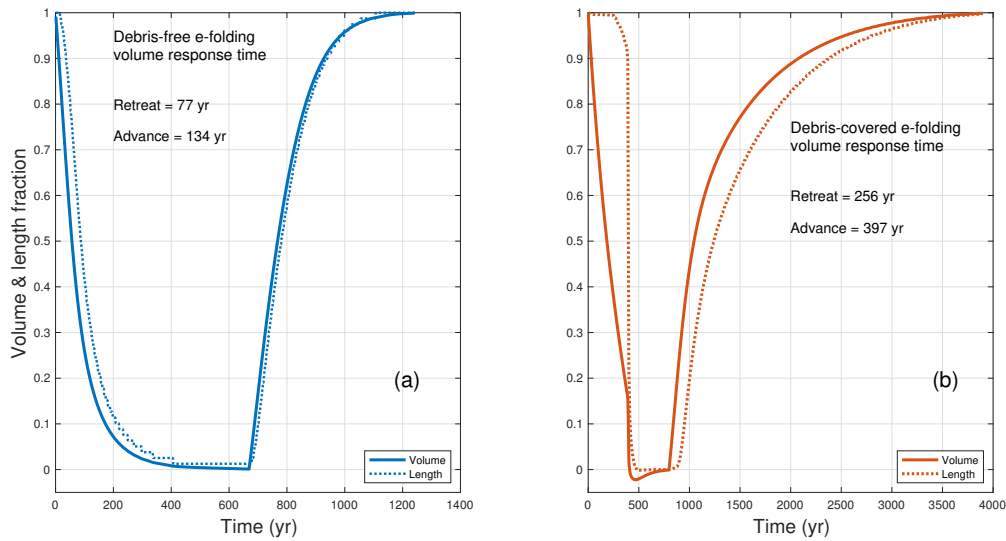 Debris-free e-folding
volume response time
Retreat = 77 yr
Advance = 134 yr
(a)
Volume
Length
1
0.9
0.8
0.7
0.6
0.5
0.4
0.3
0.2
0.1
0
Volume & length fraction
0
200
400
600
800
1000
1200
1400
Time (yr)
Debris-covered e-folding
volume response time
Retreat = 256 yr
Advance = 397 yr
(b)
Volume
Length
1
0.9
0.8
0.7
0.6
0.5
0.4
0.3
0.2
0.1
0
0
500
1000
1500
2000
2500
3000
3500
4000
Time (yr)